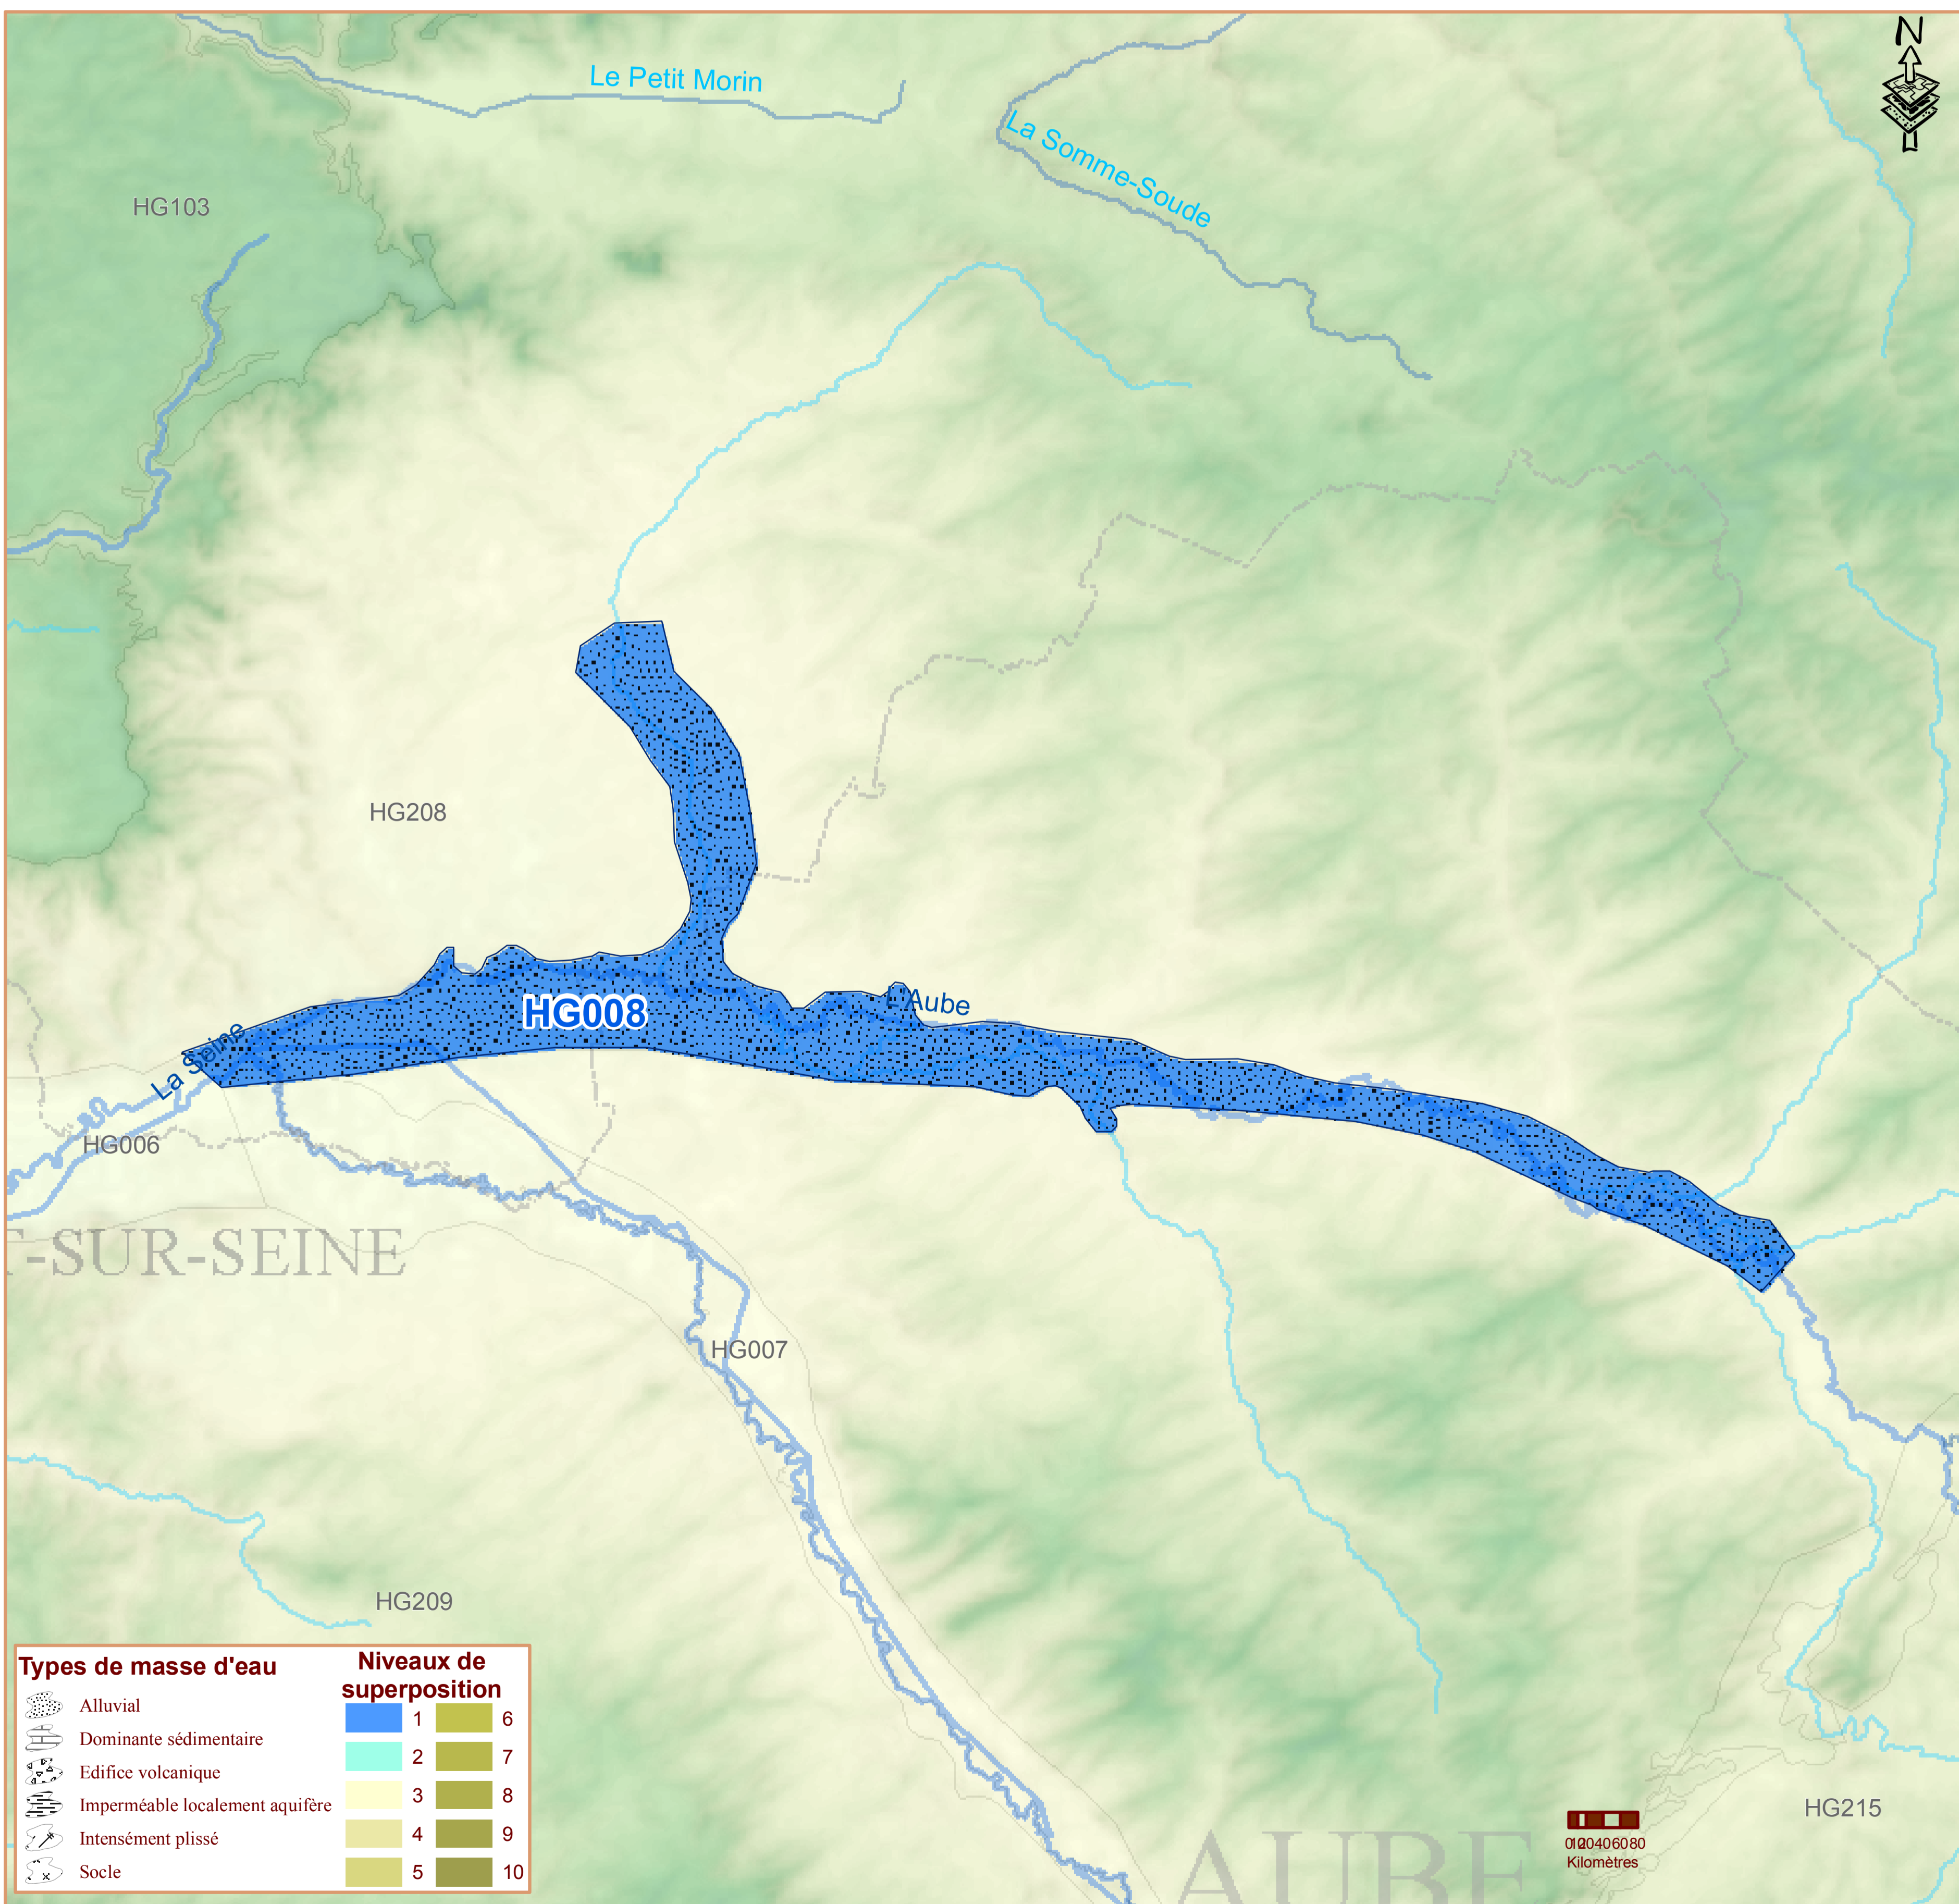 N
Le Petit Morin
La Somme-Soude
HG103
HG208
L'Aube
HG008
La Seine
HG006
T-SUR-SEINE
HG007
HG209
Types de masse d'eau
Alluvial
Dominante sédimentaire
Edifice volcanique
Imperméable localement aquifère
Intensément plissé
Socle
Niveaux de
superposition
1 6
2 7
3 8
4 9
5 10
HG215
Kilomètres
AUBE